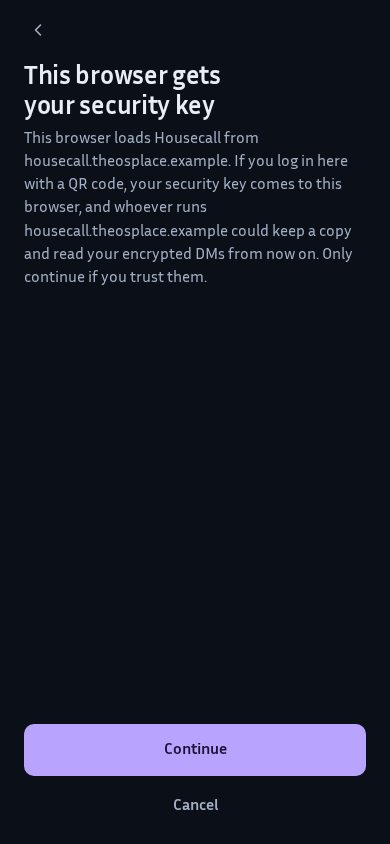 This browser gets
your security key
This browser loads Housecall from
housecall.theosplace.example. If you log in here
with a QR code, your security key comes to this
browser, and whoever runs
housecall.theosplace.example could keep a copy
and read your encrypted DMs from now on. Only
continue if you trust them.
Continue
Cancel